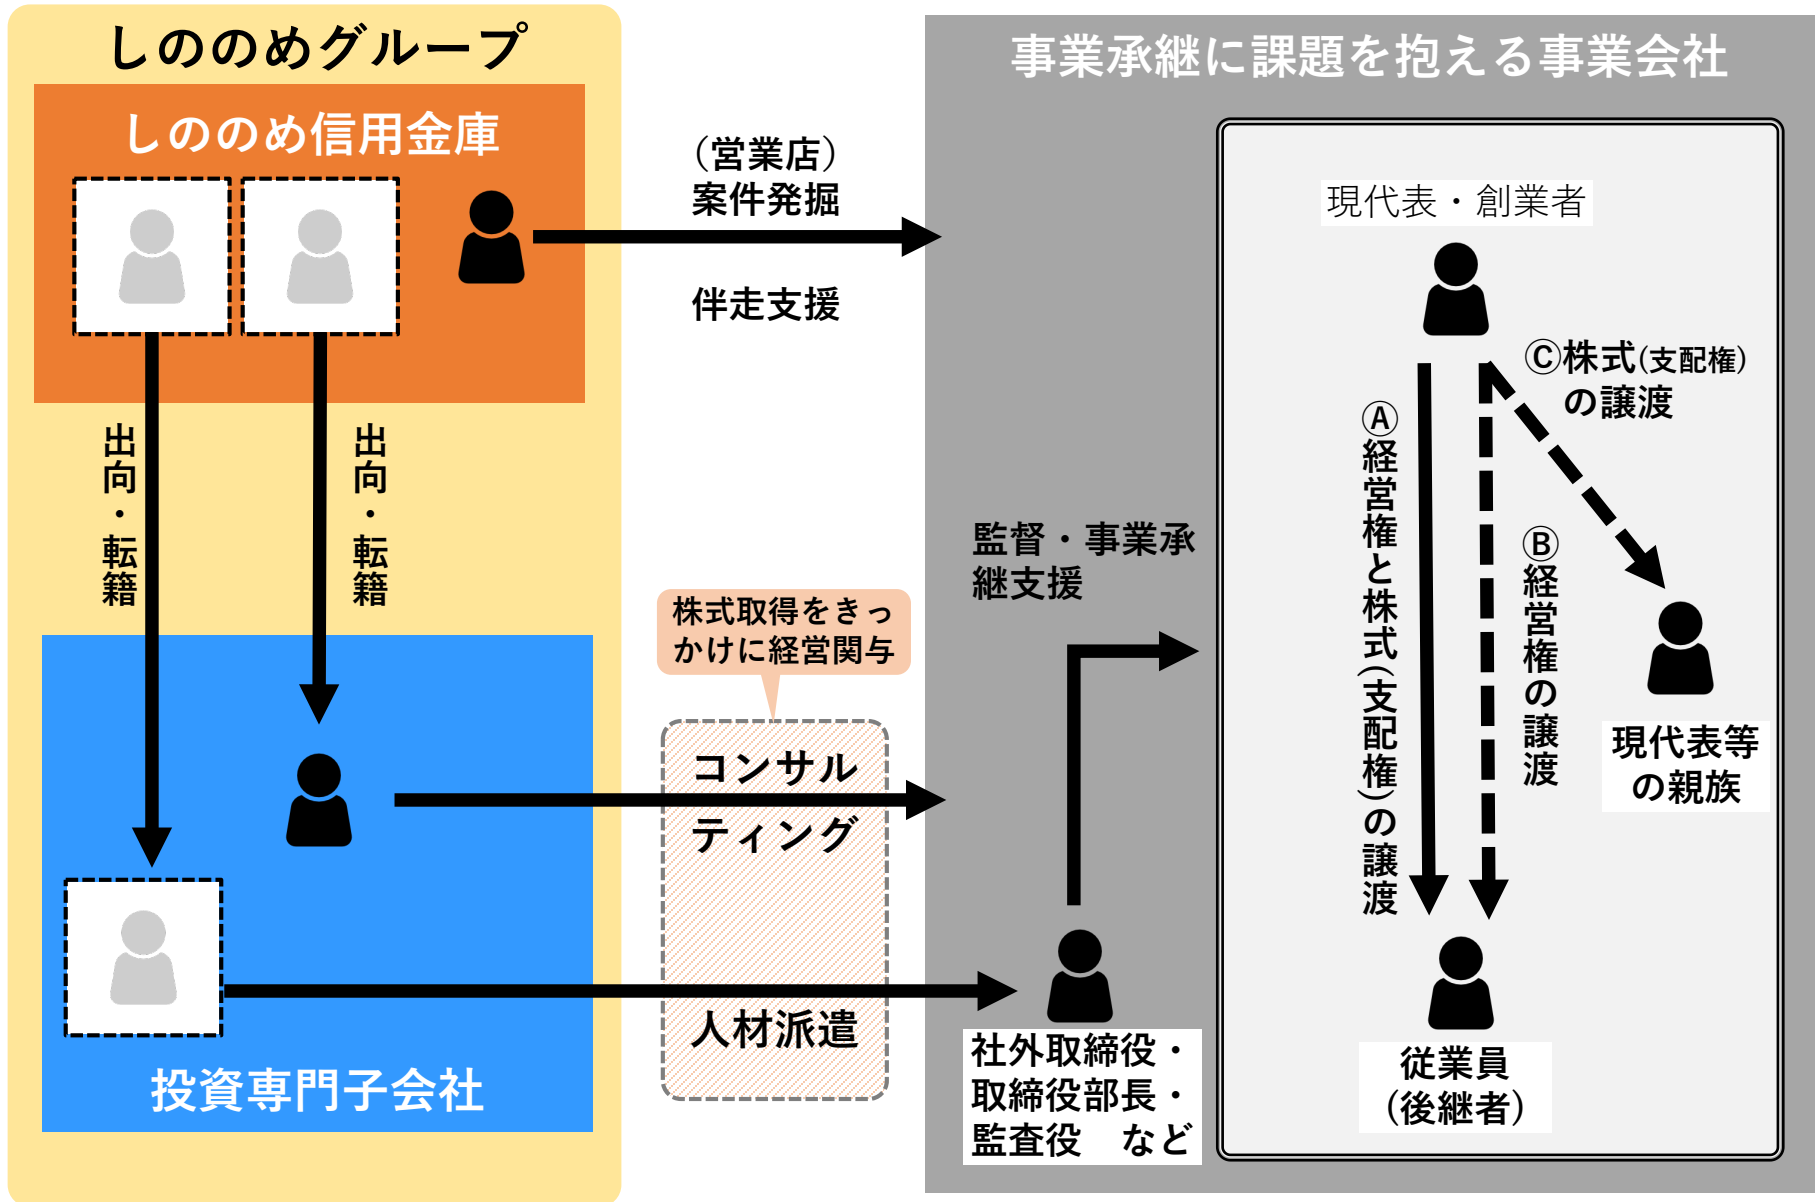 しののめグループ
しののめ信用金庫
出向・転籍
出向・転籍
投資専門子会社
（営業店）
案件発掘
伴走支援
株式取得をきっ
かけに経営関与
コンサル
ティング
人材派遣
事業承継に課題を抱える事業会社
監督・事業承
継支援
社外取締役・
取締役部長・
監査役　など
現代表・創業者
Ⓐ経営権と株式(支配権)の譲渡
Ⓑ経営権の譲渡
Ⓒ株式(支配権)
の譲渡
現代表等
の親族
従業員
（後継者）